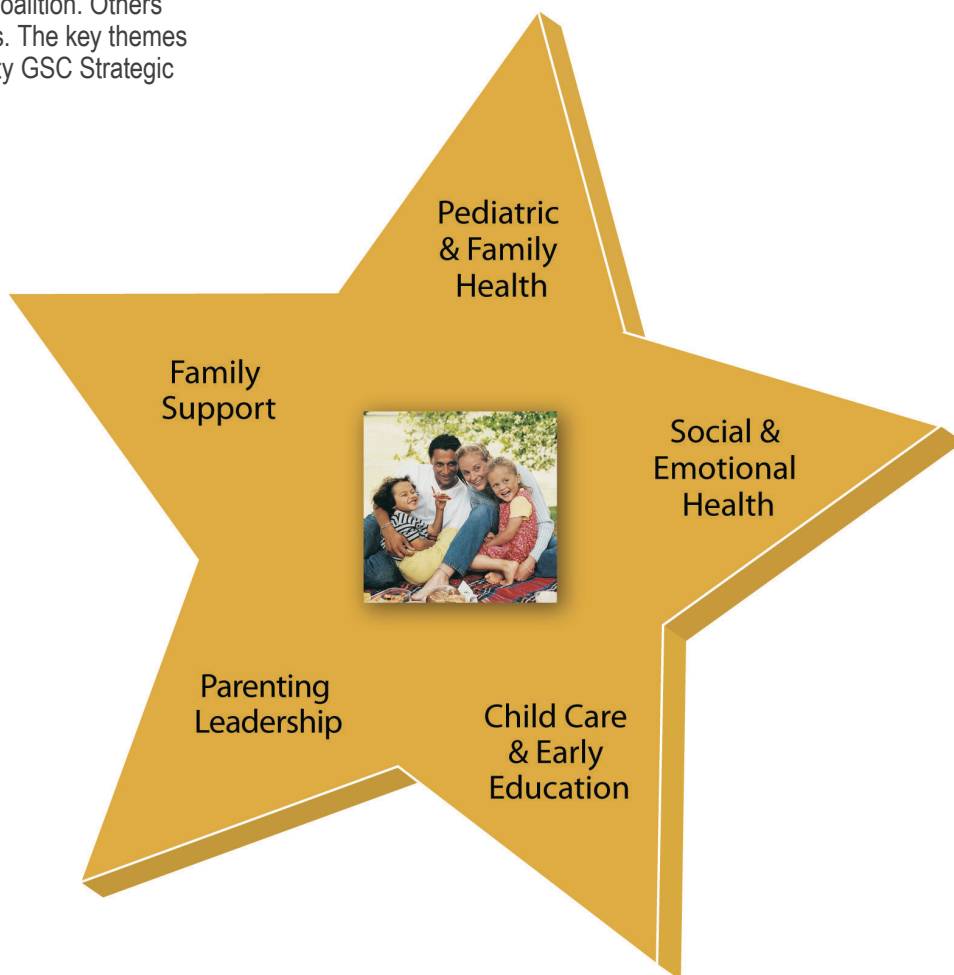 oalition. Others
s. The key themes
ty GSC Strategic
Pediatric
& Family
Health
Family
Support
Social &
Emotional
Health
Parenting
Leadership
Child Care
& Early
Education